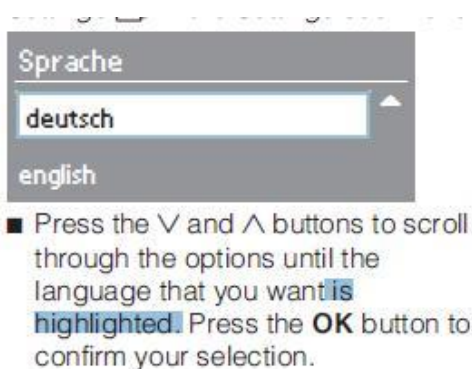 Sprache
deutsch
english
■ Press the ∨ and ∧ buttons to scroll
through the options until the
language that you want is
highlighted. Press the OK button to
confirm your selection.